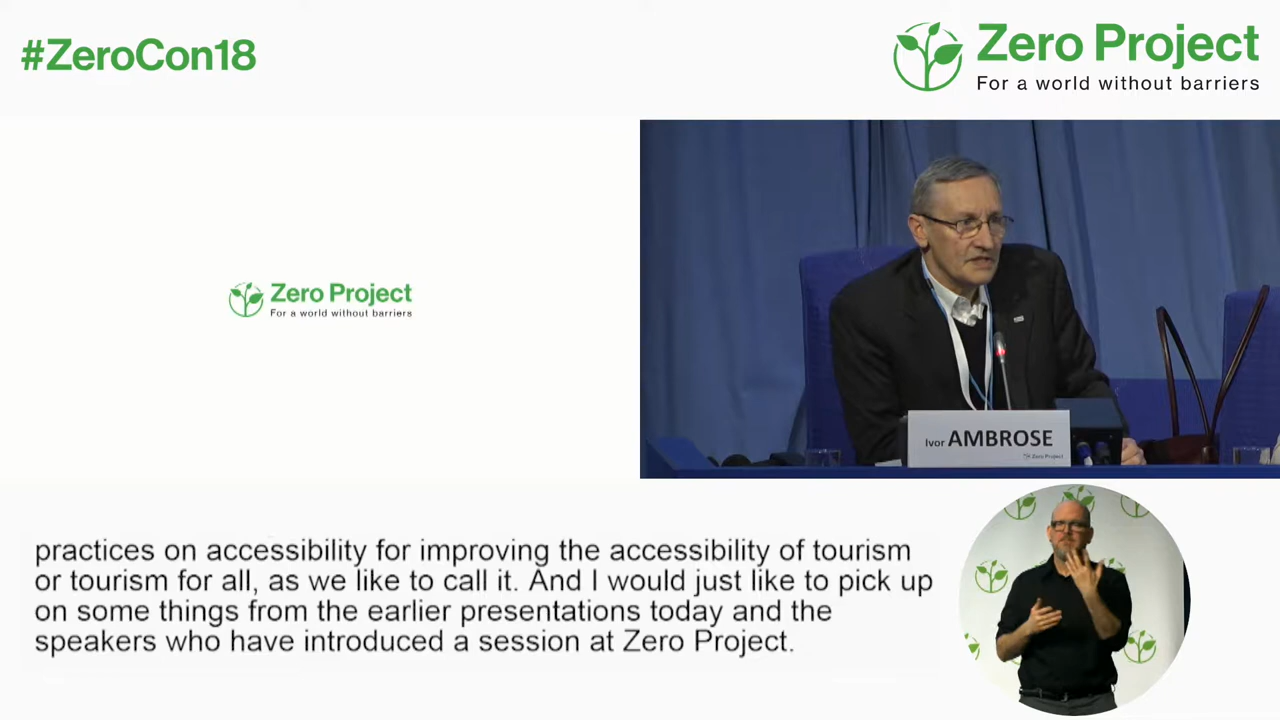 #ZeroCon18
Zero Project
For a world without barriers
Zero Project
For a world without barriers
Ivor AMBROSE
Zero Project
practices on accessibility for improving the accessibility of tourism
or tourism for all, as we like to call it. And I would just like to pick up
on some things from the earlier presentations today and the
speakers who have introduced a session at Zero Project.